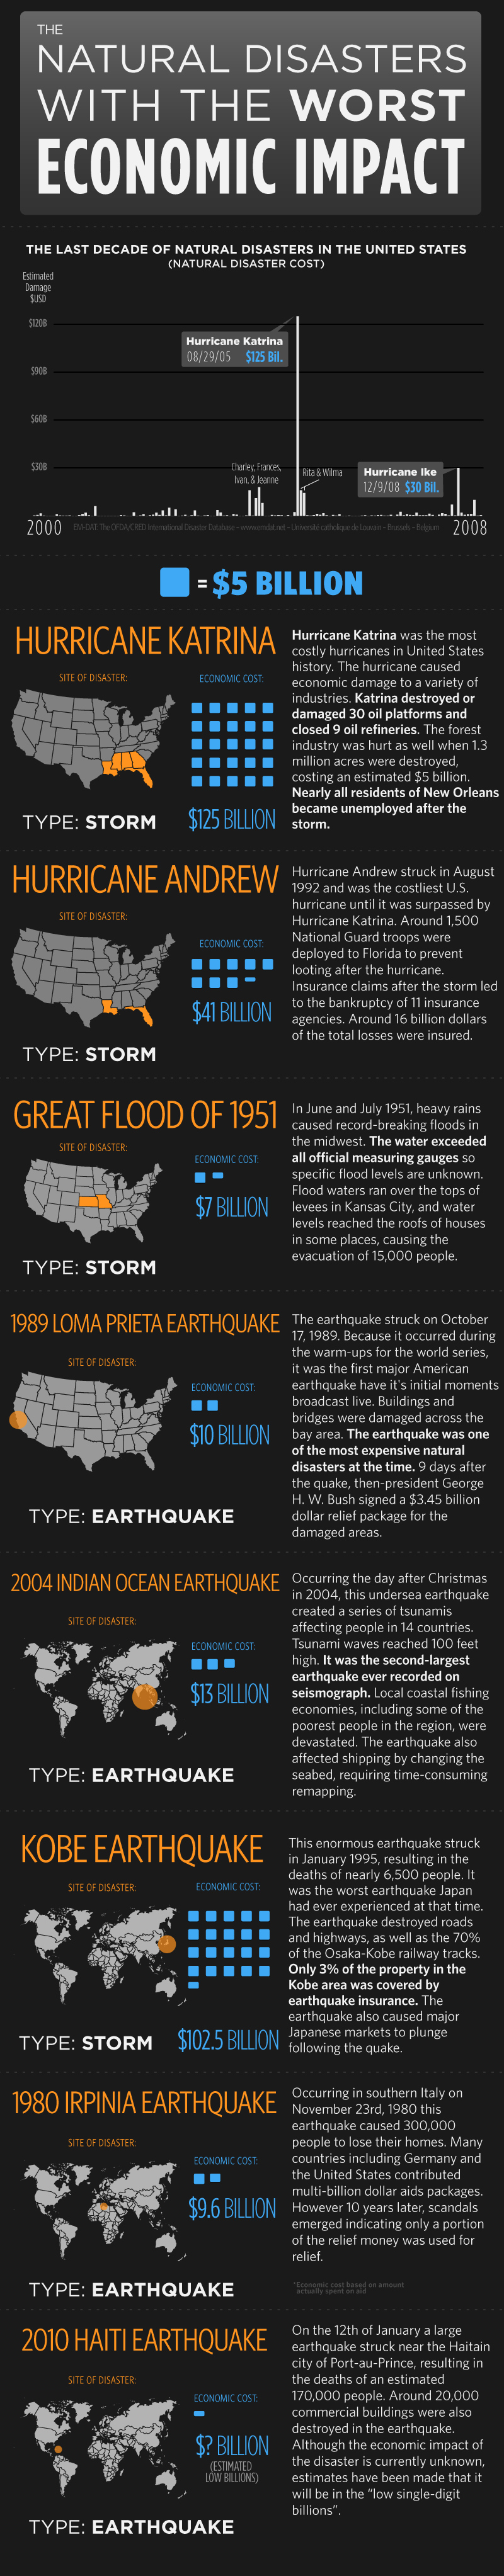 THE
NATURAL DISASTERS
WITH THE WORST
ECONOMIC IMPACT
THE LAST DECADE OF NATURAL DISASTERS IN THE UNITED STATES
(NATURAL DISASTER COST)
Estimated
Damage
$USD
$120B
Hurricane Katrina
08/29/05 $125 Bil.
$90B
$60B
$30B
Charley, Frances,
Ivan, & Jeanne
Rita & Wilma
Hurricane Ike
12/9/08 $30 Bil.
2000
EM-DAT: The OFDA/CRED International Disaster Database – www.emdat.net – Université catholique de Louvain – Brussels – Belgium
2008
= $5 BILLION
HURRICANE KATRINA
SITE OF DISASTER:
ECONOMIC COST:
TYPE: STORM
$125 BILLION
Hurricane Katrina was the most
costly hurricanes in United States
history. The hurricane caused
economic damage to a variety of
industries. Katrina destroyed or
damaged 30 oil platforms and
closed 9 oil refineries. The forest
industry was hurt as well when 1.3
million acres were destroyed,
costing an estimated $5 billion.
Nearly all residents of New Orleans
became unemployed after the
storm.
HURRICANE ANDREW
SITE OF DISASTER:
ECONOMIC COST:
$41 BILLION
TYPE: STORM
Hurricane Andrew struck in August
1992 and was the costliest U.S.
hurricane until it was surpassed by
Hurricane Katrina. Around 1,500
National Guard troops were
deployed to Florida to prevent
looting after the hurricane.
Insurance claims after the storm led
to the bankruptcy of 11 insurance
agencies. Around 16 billion dollars
of the total losses were insured.
GREAT FLOOD OF 1951
SITE OF DISASTER:
ECONOMIC COST:
$7 BILLION
TYPE: STORM
In June and July 1951, heavy rains
caused record-breaking floods in
the midwest. The water exceeded
all official measuring gauges so
specific flood levels are unknown.
Flood waters ran over the tops of
levees in Kansas City, and water
levels reached the roofs of houses
in some places, causing the
evacuation of 15,000 people.
1989 LOMA PRIETA EARTHQUAKE
SITE OF DISASTER:
ECONOMIC COST:
$10 BILLION
TYPE: EARTHQUAKE
The earthquake struck on October
17, 1989. Because it occurred during
the warm-ups for the world series,
it was the first major American
earthquake have it's initial moments
broadcast live. Buildings and
bridges were damaged across the
bay area. The earthquake was one
of the most expensive natural
disasters at the time. 9 days after
the quake, then-president George
H. W. Bush signed a $3.45 billion
dollar relief package for the
damaged areas.
2004 INDIAN OCEAN EARTHQUAKE
SITE OF DISASTER:
ECONOMIC COST:
$13 BILLION
TYPE: EARTHQUAKE
Occurring the day after Christmas
in 2004, this undersea earthquake
created a series of tsunamis
affecting people in 14 countries.
Tsunami waves reached 100 feet
high. It was the second-largest
earthquake ever recorded on
seismograph. Local coastal fishing
economies, including some of the
poorest people in the region, were
devastated. The earthquake also
affected shipping by changing the
seabed, requiring time-consuming
remapping.
KOBE EARTHQUAKE
SITE OF DISASTER:
ECONOMIC COST:
TYPE: STORM
$102.5 BILLION
This enormous earthquake struck
in January 1995, resulting in the
deaths of nearly 6,500 people. It
was the worst earthquake Japan
had ever experienced at that time.
The earthquake destroyed roads
and highways, as well as the 70%
of the Osaka-Kobe railway tracks.
Only 3% of the property in the
Kobe area was covered by
earthquake insurance. The
earthquake also caused major
Japanese markets to plunge
following the quake.
1980 IRPINIA EARTHQUAKE
SITE OF DISASTER:
ECONOMIC COST:
$9.6 BILLION
TYPE: EARTHQUAKE
Occurring in southern Italy on
November 23rd, 1980 this
earthquake caused 300,000
people to lose their homes. Many
countries including Germany and
the United States contributed
multi-billion dollar aids packages.
However 10 years later, scandals
emerged indicating only a portion
of the relief money was used for
relief.
*Economic cost based on amount
actually spent on aid
2010 HAITI EARTHQUAKE
SITE OF DISASTER:
ECONOMIC COST:
$? BILLION
(ESTIMATED
LOW BILLIONS)
TYPE: EARTHQUAKE
On the 12th of January a large
earthquake struck near the Haitain
city of Port-au-Prince, resulting in
the deaths of an estimated
170,000 people. Around 20,000
commercial buildings were also
destroyed in the earthquake.
Although the economic impact of
the disaster is currently unknown,
estimates have been made that it
will be in the “low single-digit
billions”.